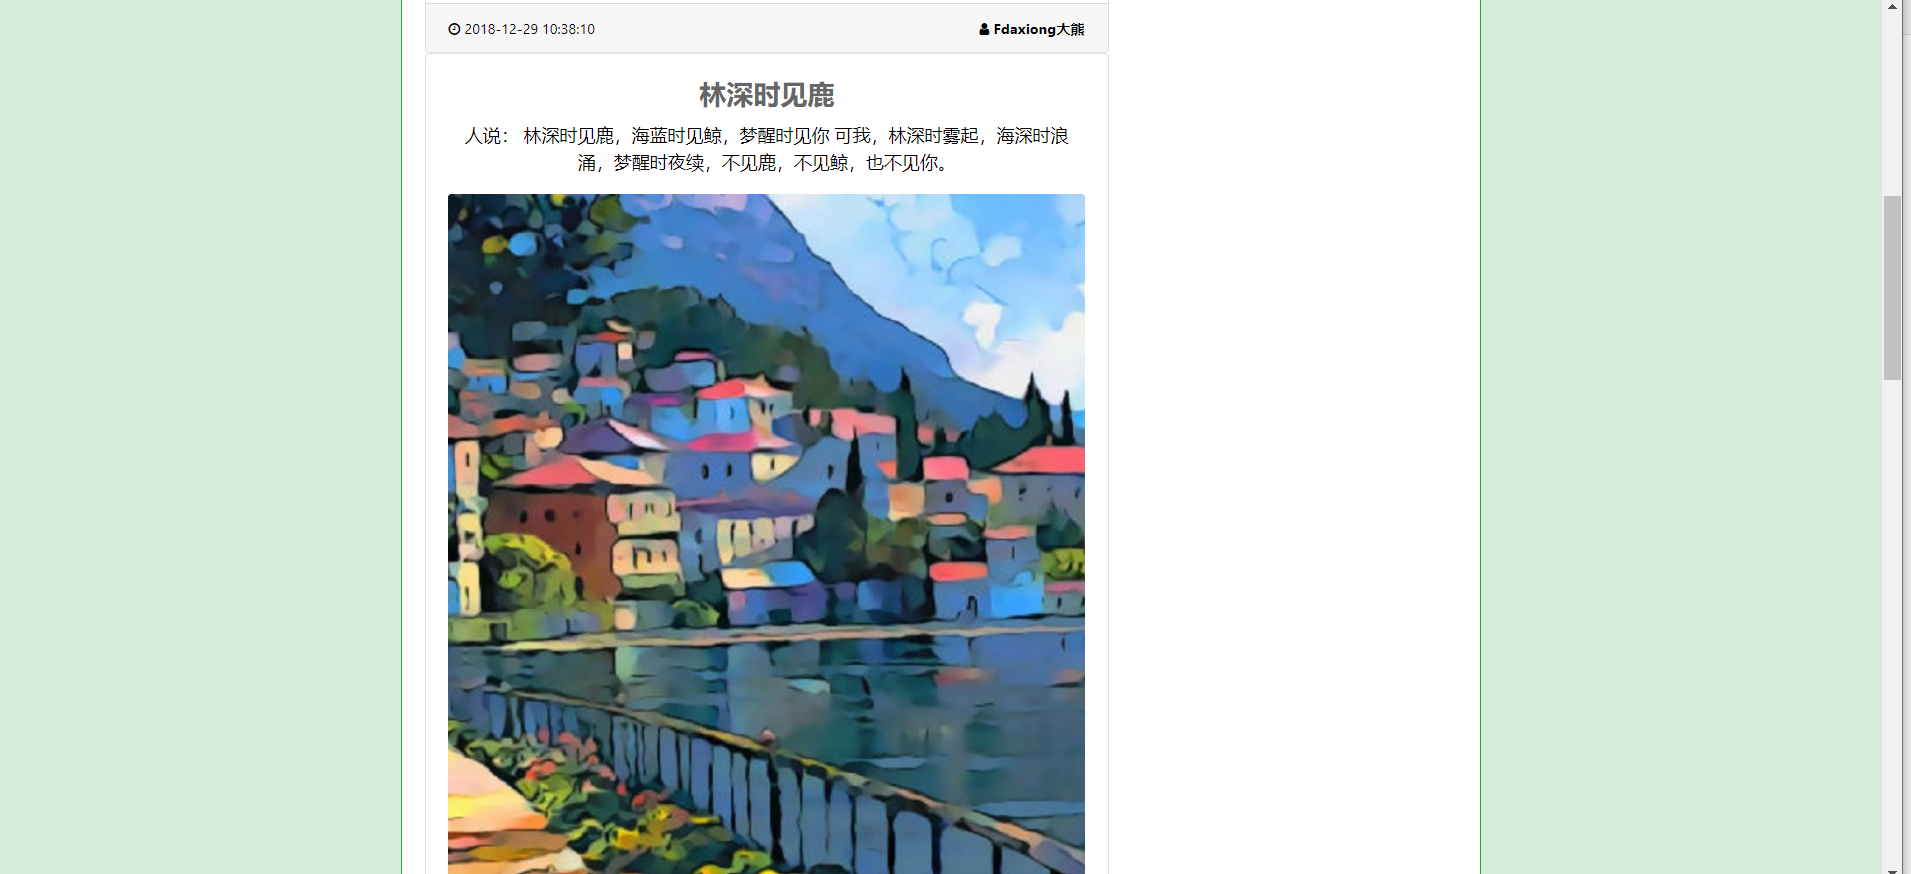 2018-12-29 10:38:10 Fdaxiong大熊
林深时见鹿
人说： 林深时见鹿，海蓝时见鲸，梦醒时见你 可我，林深时雾起，海深时浪
涌，梦醒时夜续，不见鹿，不见鲸，也不见你。